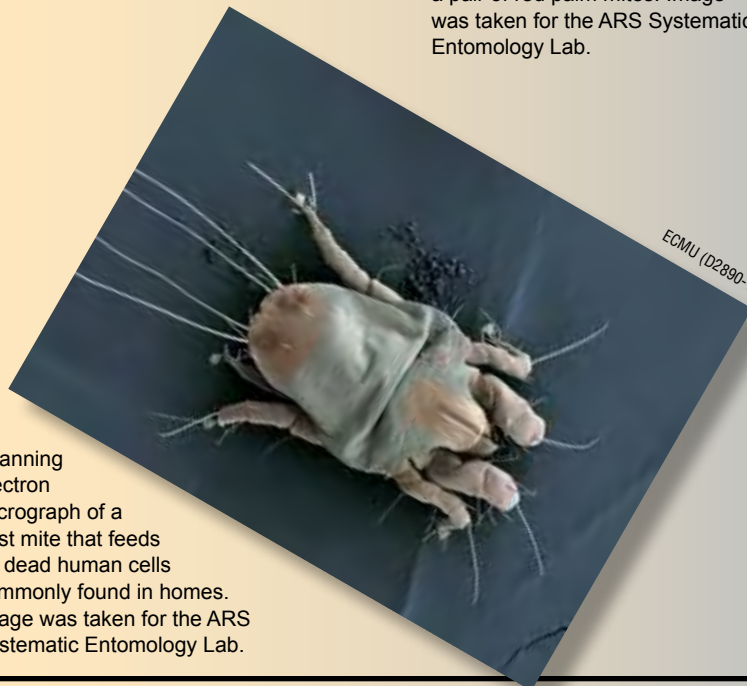 a pair of red palm mites. Image
was taken for the ARS Systematic
Entomology Lab.
ECMU (D2890-
anning
ectron
crograph of a
st mite that feeds
dead human cells
mmonly found in homes.
age was taken for the ARS
stematic Entomology Lab.